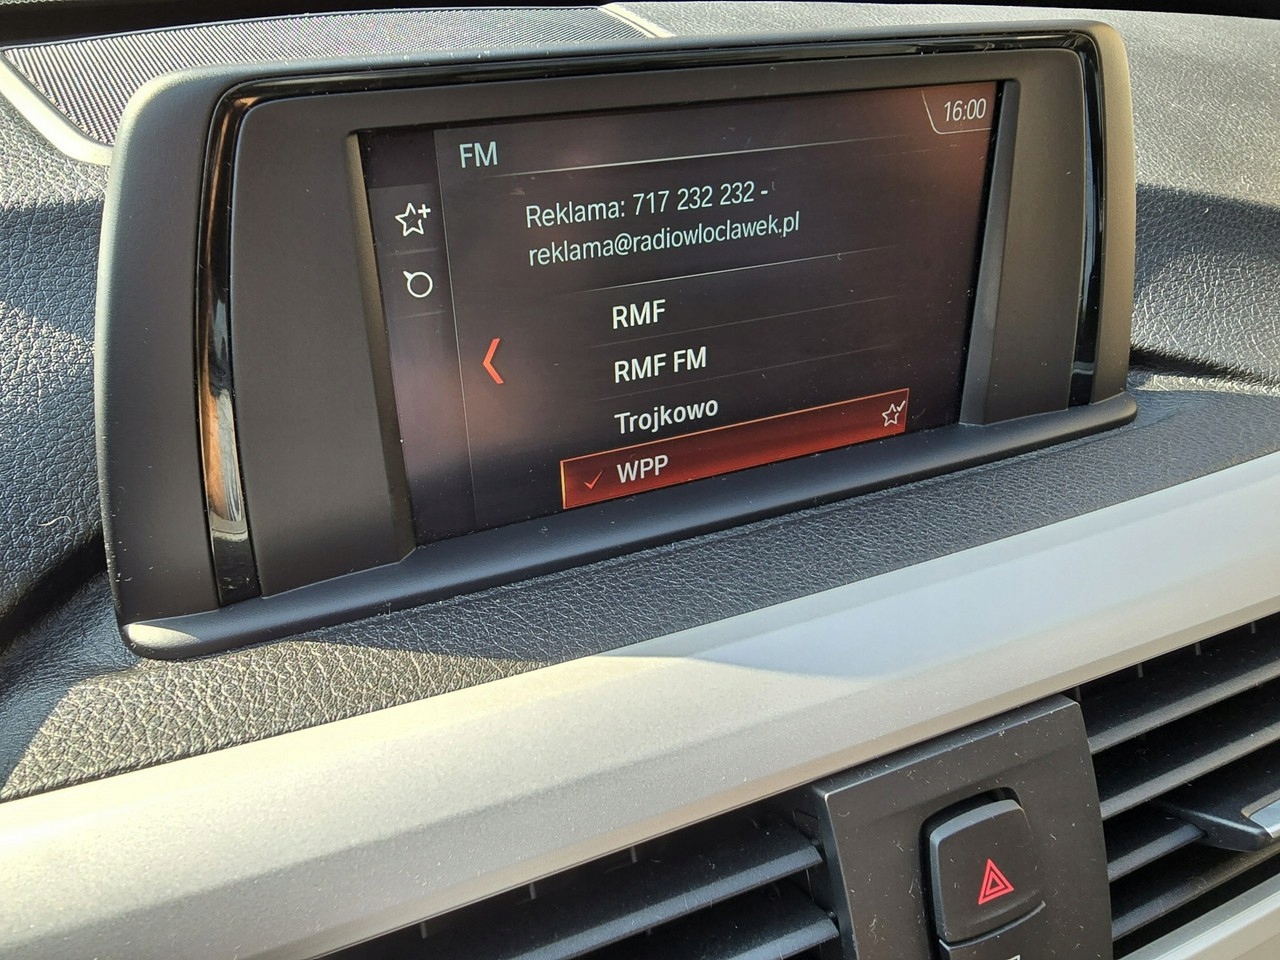 16:00
FM
Reklama: 717 232 232 -
reklama@radiowloclawek.pl
RMF
RMF FM
Trojkowo
WPP